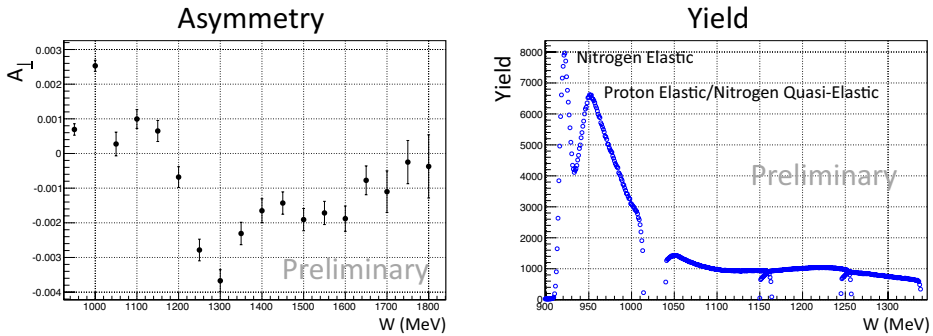 Asymmetry
A⊥
0.003
0.002
0.001
0
-0.001
-0.002
-0.003
-0.004
Preliminary
1000 1100 1200 1300 1400 1500 1600 1700 1800
W (MeV)
Yield
Yield
8000
7000
6000
5000
4000
3000
2000
1000
0
Nitrogen Elastic
Proton Elastic/Nitrogen Quasi-Elastic
Preliminary
900 950 1000 1050 1100 1150 1200 1250 1300
W (MeV)